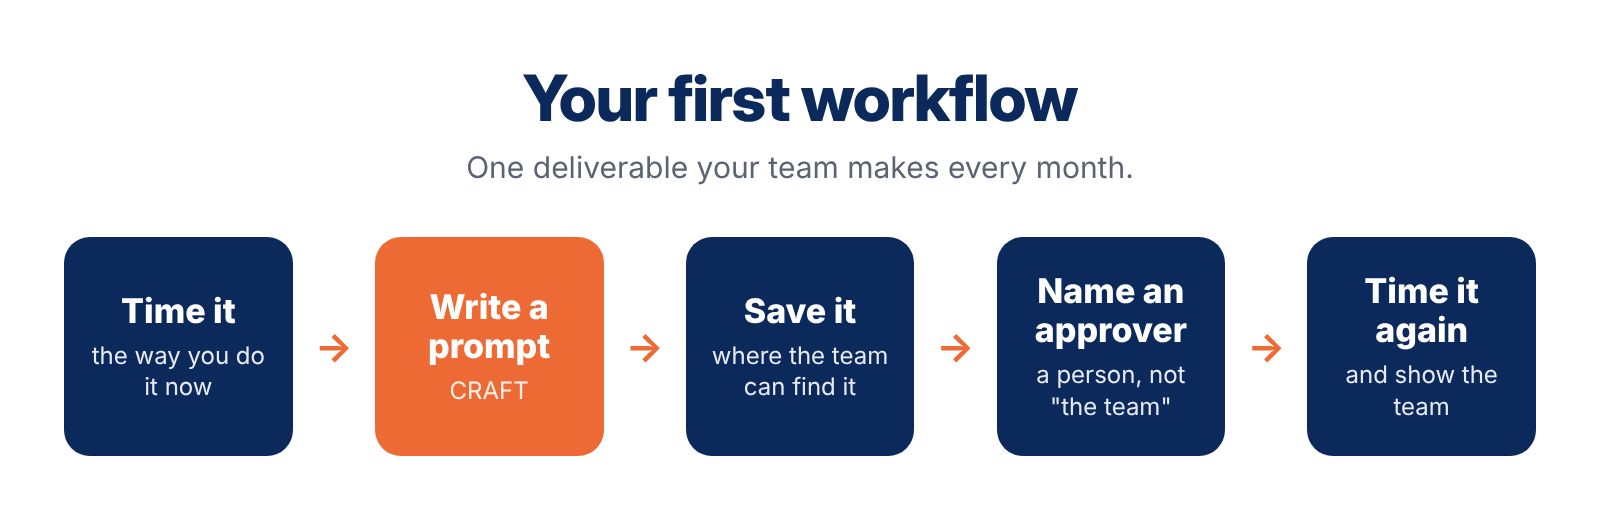 Your first workflow
One deliverable your team makes every month.
Time it
the way you do
it now
→
Write a
prompt
CRAFT
→
Save it
where the team
can find it
→
Name an
approver
a person, not
"the team"
→
Time it
again
and show the
team